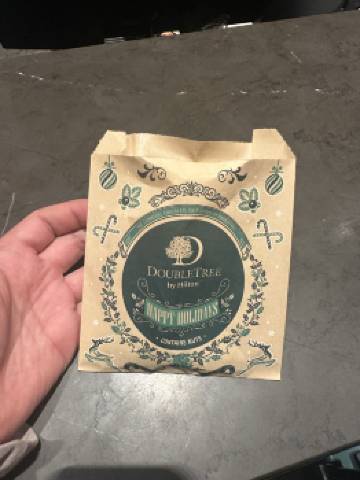 D
DOUBLETREE
by Hilton
HAPPY HOLIDAYS
• CONTAINS NUTS •